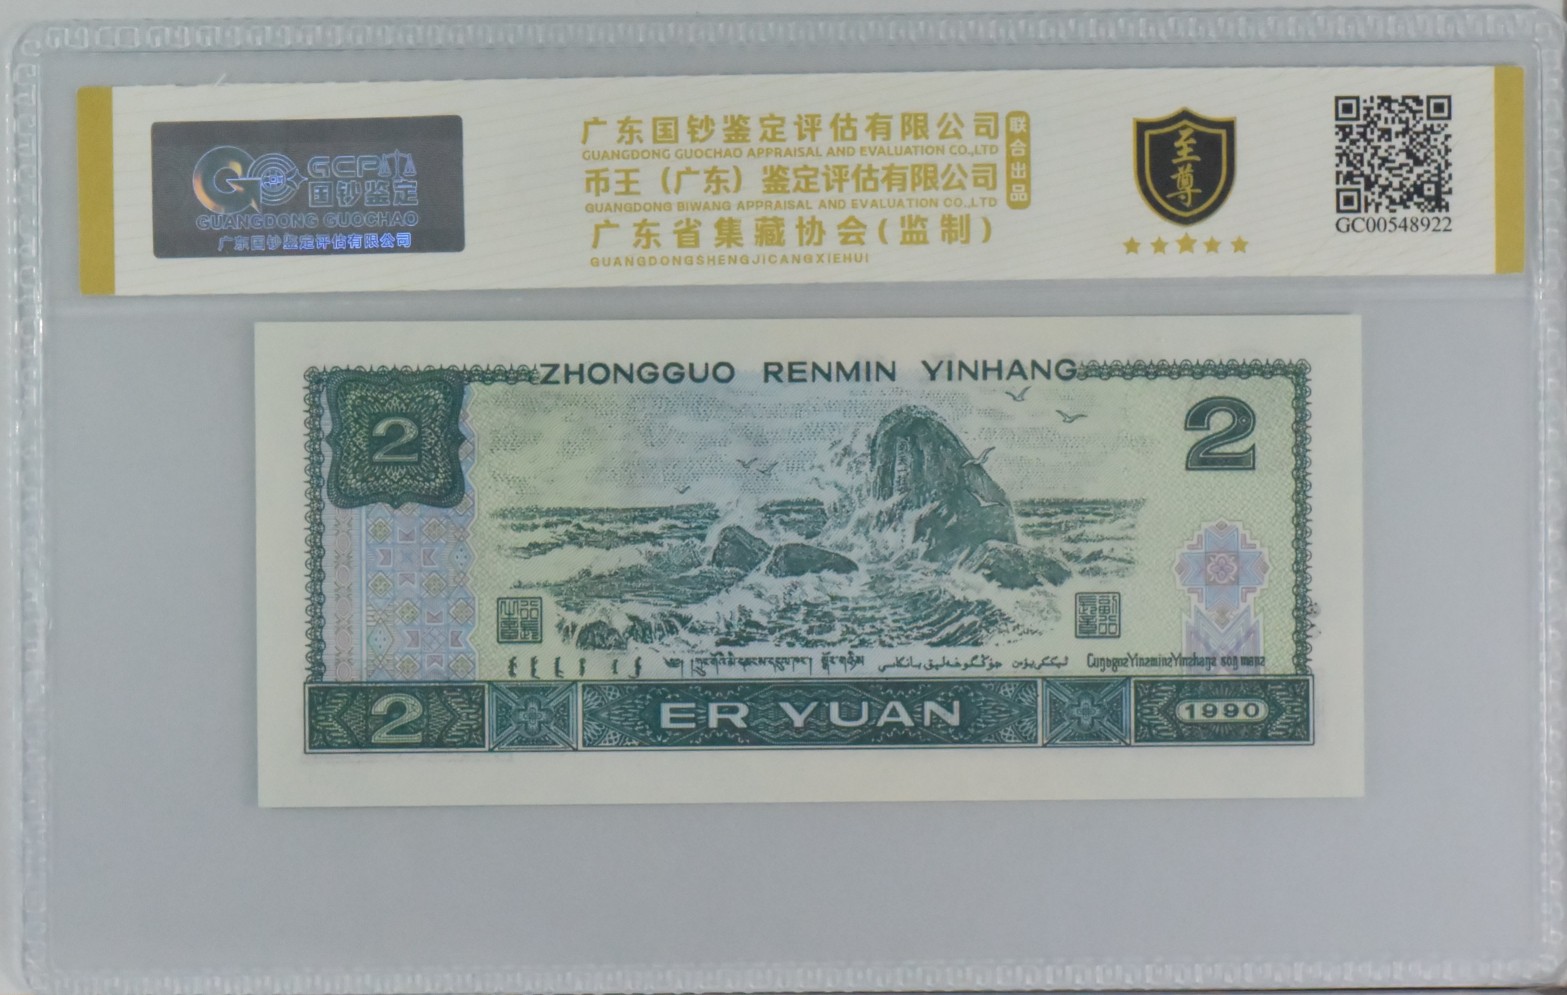 GCP
国钞鉴定
GUANGDONG GUOCHAO
广东国钞鉴定评估有限公司
广东国钞鉴定评估有限公司
GUANGDONG GUOCHAO APPRAISAL AND EVALUATION CO.,LTD
币王（广东）鉴定评估有限公司
GUANGDONG BIWANG APPRAISAL AND EVALUATION CO.,LTD
广东省集藏协会(监制)
GUANGDONGSHENGJICANGXIEHUI
联合出品
至尊
GC00548922
ZHONGGUO RENMIN YINHANG
2
2
2
ER YUAN
1990